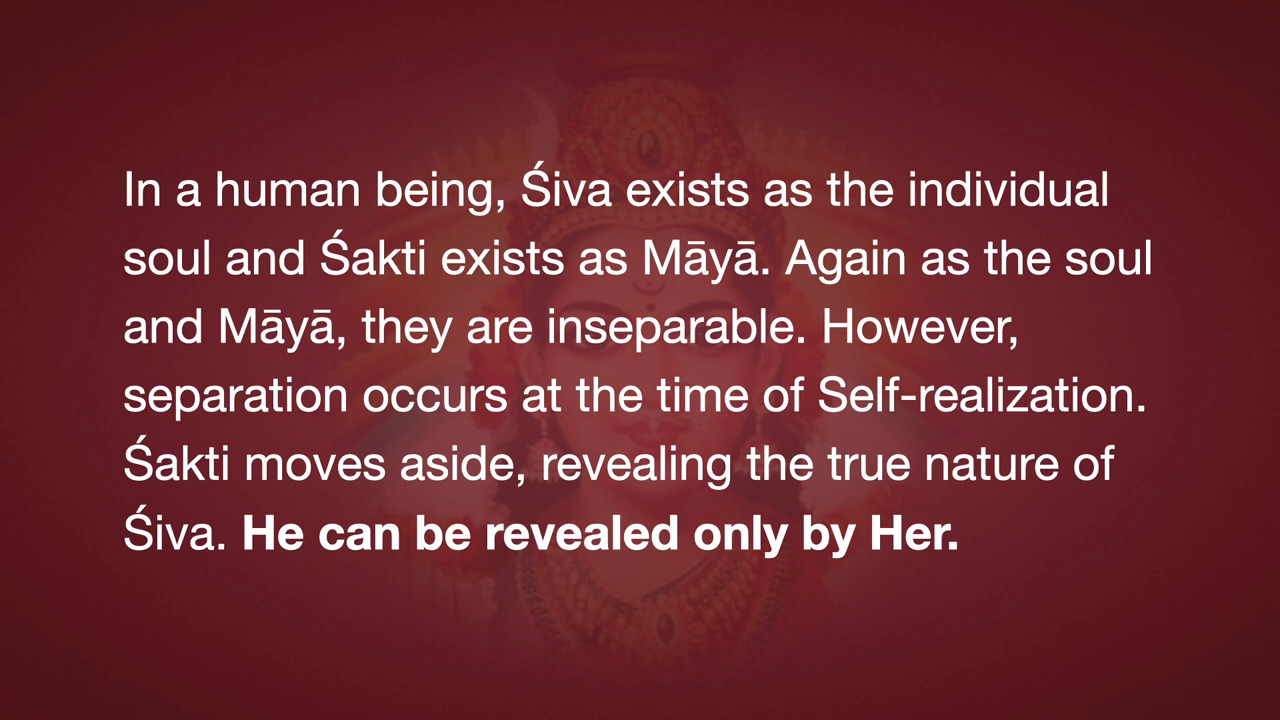 In a human being, Śiva exists as the individual
soul and Śakti exists as Māyā. Again as the soul
and Māyā, they are inseparable. However,
separation occurs at the time of Self-realization.
Śakti moves aside, revealing the true nature of
Śiva. He can be revealed only by Her.